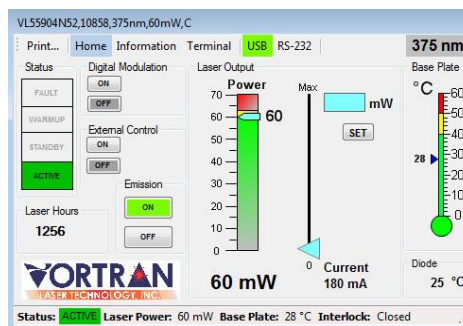 VL55904N52,10858,375nm,60mW,C
Print... Home Information Terminal USB RS-232 375 nm
Status Digital Modulation Laser Output Base Plate
FAULT
WARMUP
STANDBY
ACTIVE
ON
OFF
External Control
ON
OFF
Emission
ON
OFF
Laser Hours
1256
VORTRAN
LASER TECHNOLOGY, INC.
Power
70
60
50
40
30
20
10
0
60
60 mW
Max
0
mW
SET
Current
180 mA
°C
60
50
40
30
20
10
0
28
Diode
25 °C
Status: ACTIVE Laser Power: 60 mW Base Plate: 28 °C Interlock: Closed